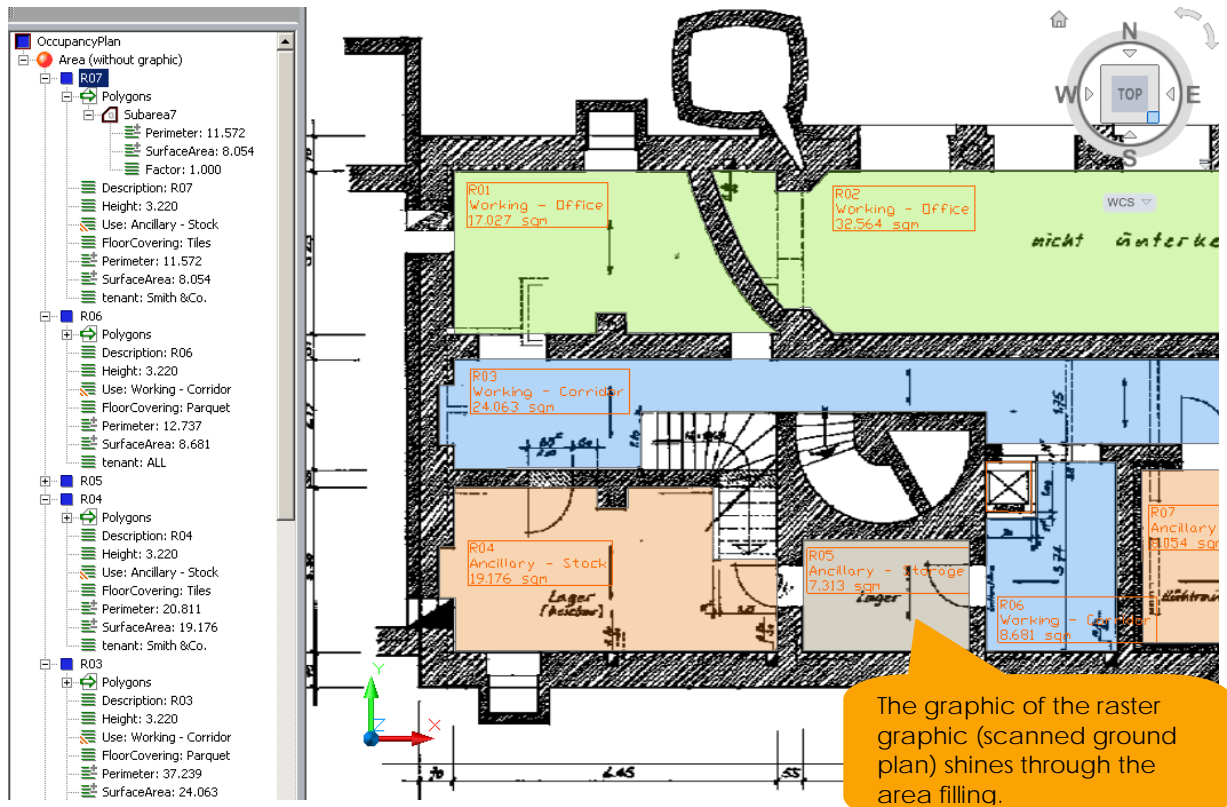 OccupancyPlan
Area (without graphic)
R07
Polygons
Subarea7
Perimeter: 11.572
SurfaceArea: 8.054
Factor: 1.000
Description: R07
Height: 3.220
Use: Ancillary - Stock
FloorCovering: Tiles
Perimeter: 11.572
SurfaceArea: 8.054
tenant: Smith &Co.
R06
Polygons
Description: R06
Height: 3.220
Use: Working - Corridor
FloorCovering: Parquet
Perimeter: 12.737
SurfaceArea: 8.681
tenant: ALL
R05
R04
Polygons
Description: R04
Height: 3.220
Use: Ancillary - Stock
FloorCovering: Tiles
Perimeter: 20.811
SurfaceArea: 19.176
tenant: Smith &Co.
R03
Polygons
Description: R03
Height: 3.220
Use: Working - Corridor
FloorCovering: Parquet
Perimeter: 37.239
SurfaceArea: 24.063
N
W
TOP
E
S
WCS
R01
Working - Office
17.027 sqm
R02
Working - Office
32.564 sqm
nicht unterke
R03
Working - Corridor
24.063 sqm
1.75
R04
Ancillary - Stock
19.176 sqm
Lager
R05
Ancillary - Storage
7.313 sqm
Lager
3.74
R06
Working - Corridor
8.681 sqm
R07
Ancillary
8.054 sqm
Y
X
Z
70
6.45
55
The graphic of the raster
graphic (scanned ground
plan) shines through the
area filling.